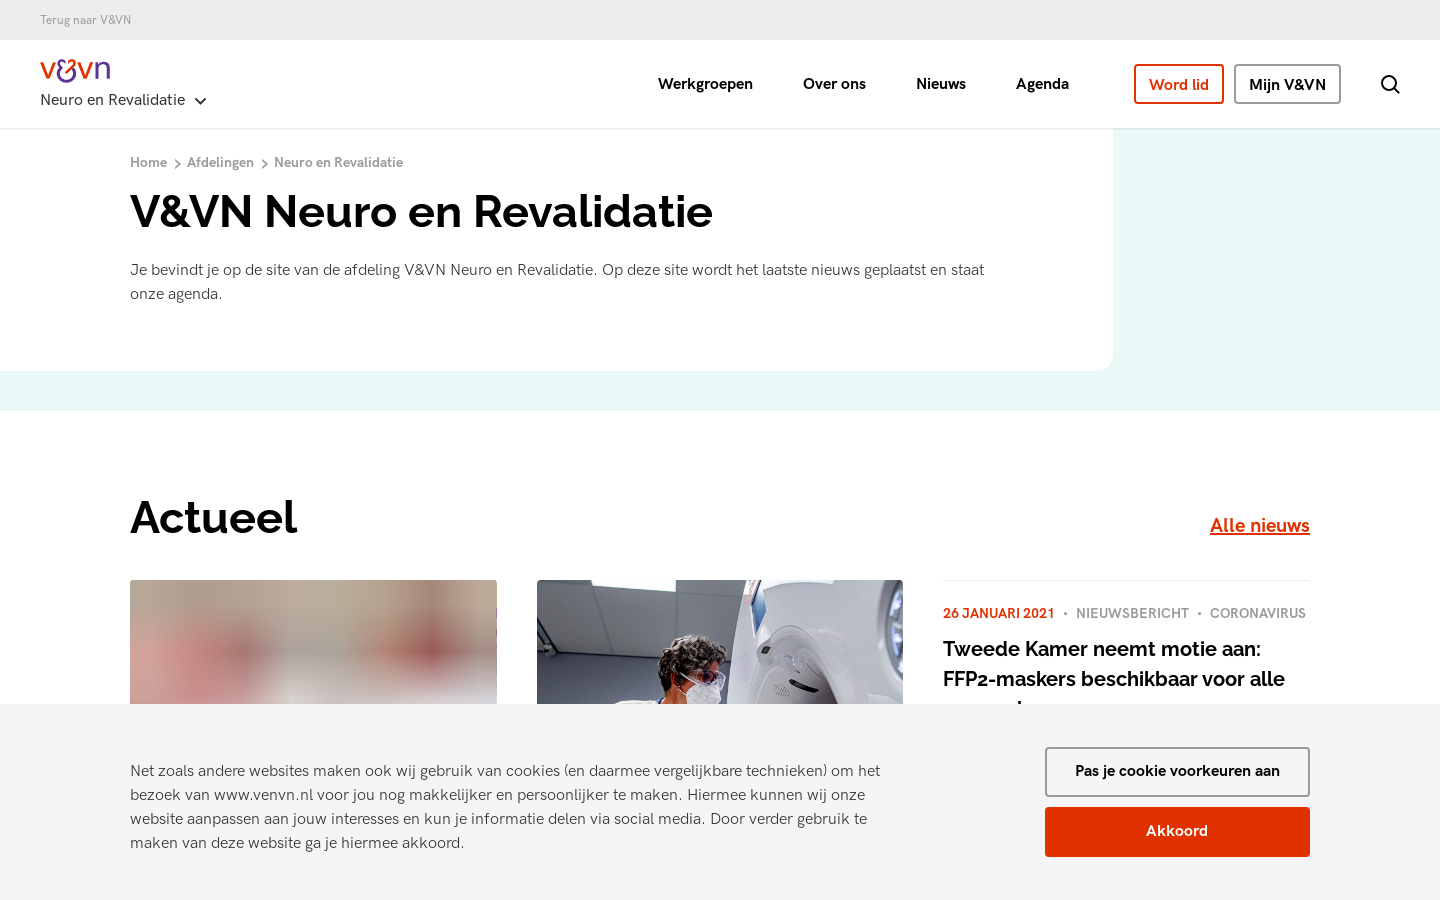 Terug naar V&VN
v&vn
Neuro en Revalidatie
Werkgroepen
Over ons
Nieuws
Agenda
Word lid
Mijn V&VN
Home > Afdelingen > Neuro en Revalidatie
V&VN Neuro en Revalidatie
Je bevindt je op de site van de afdeling V&VN Neuro en Revalidatie. Op deze site wordt het laatste nieuws geplaatst en staat
onze agenda.
Actueel
Alle nieuws
26 JANUARI 2021 • NIEUWSBERICHT • CORONAVIRUS
Tweede Kamer neemt motie aan:
FFP2-maskers beschikbaar voor alle
Net zoals andere websites maken ook wij gebruik van cookies (en daarmee vergelijkbare technieken) om het
bezoek van www.venvn.nl voor jou nog makkelijker en persoonlijker te maken. Hiermee kunnen wij onze
website aanpassen aan jouw interesses en kun je informatie delen via social media. Door verder gebruik te
maken van deze website ga je hiermee akkoord.
Pas je cookie voorkeuren aan
Akkoord